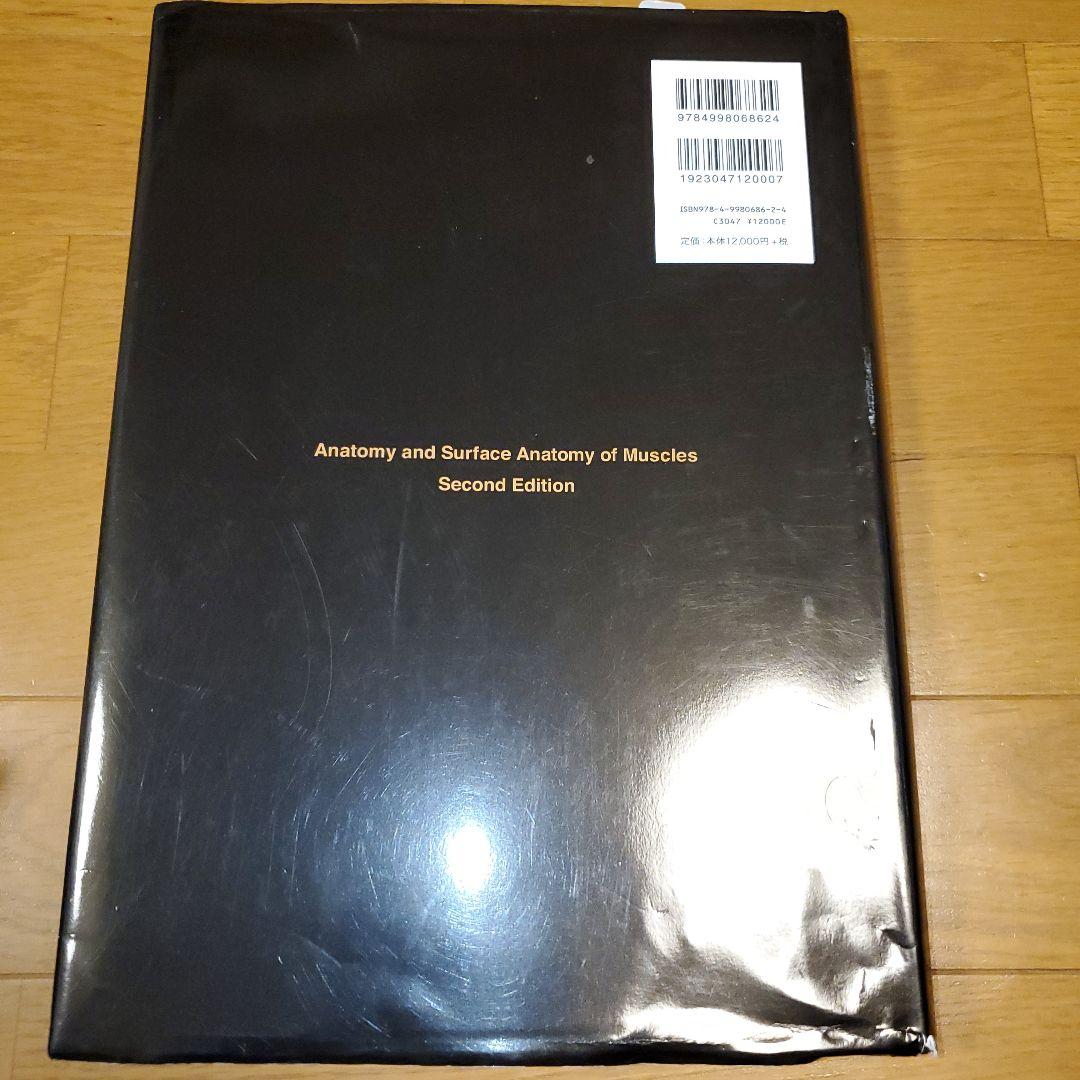 9784998068624
1923047120007
ISBN978-4-9980686-2-4
C3047 ¥12000E
定価：本体12,000円＋税
Anatomy and Surface Anatomy of Muscles
Second Edition